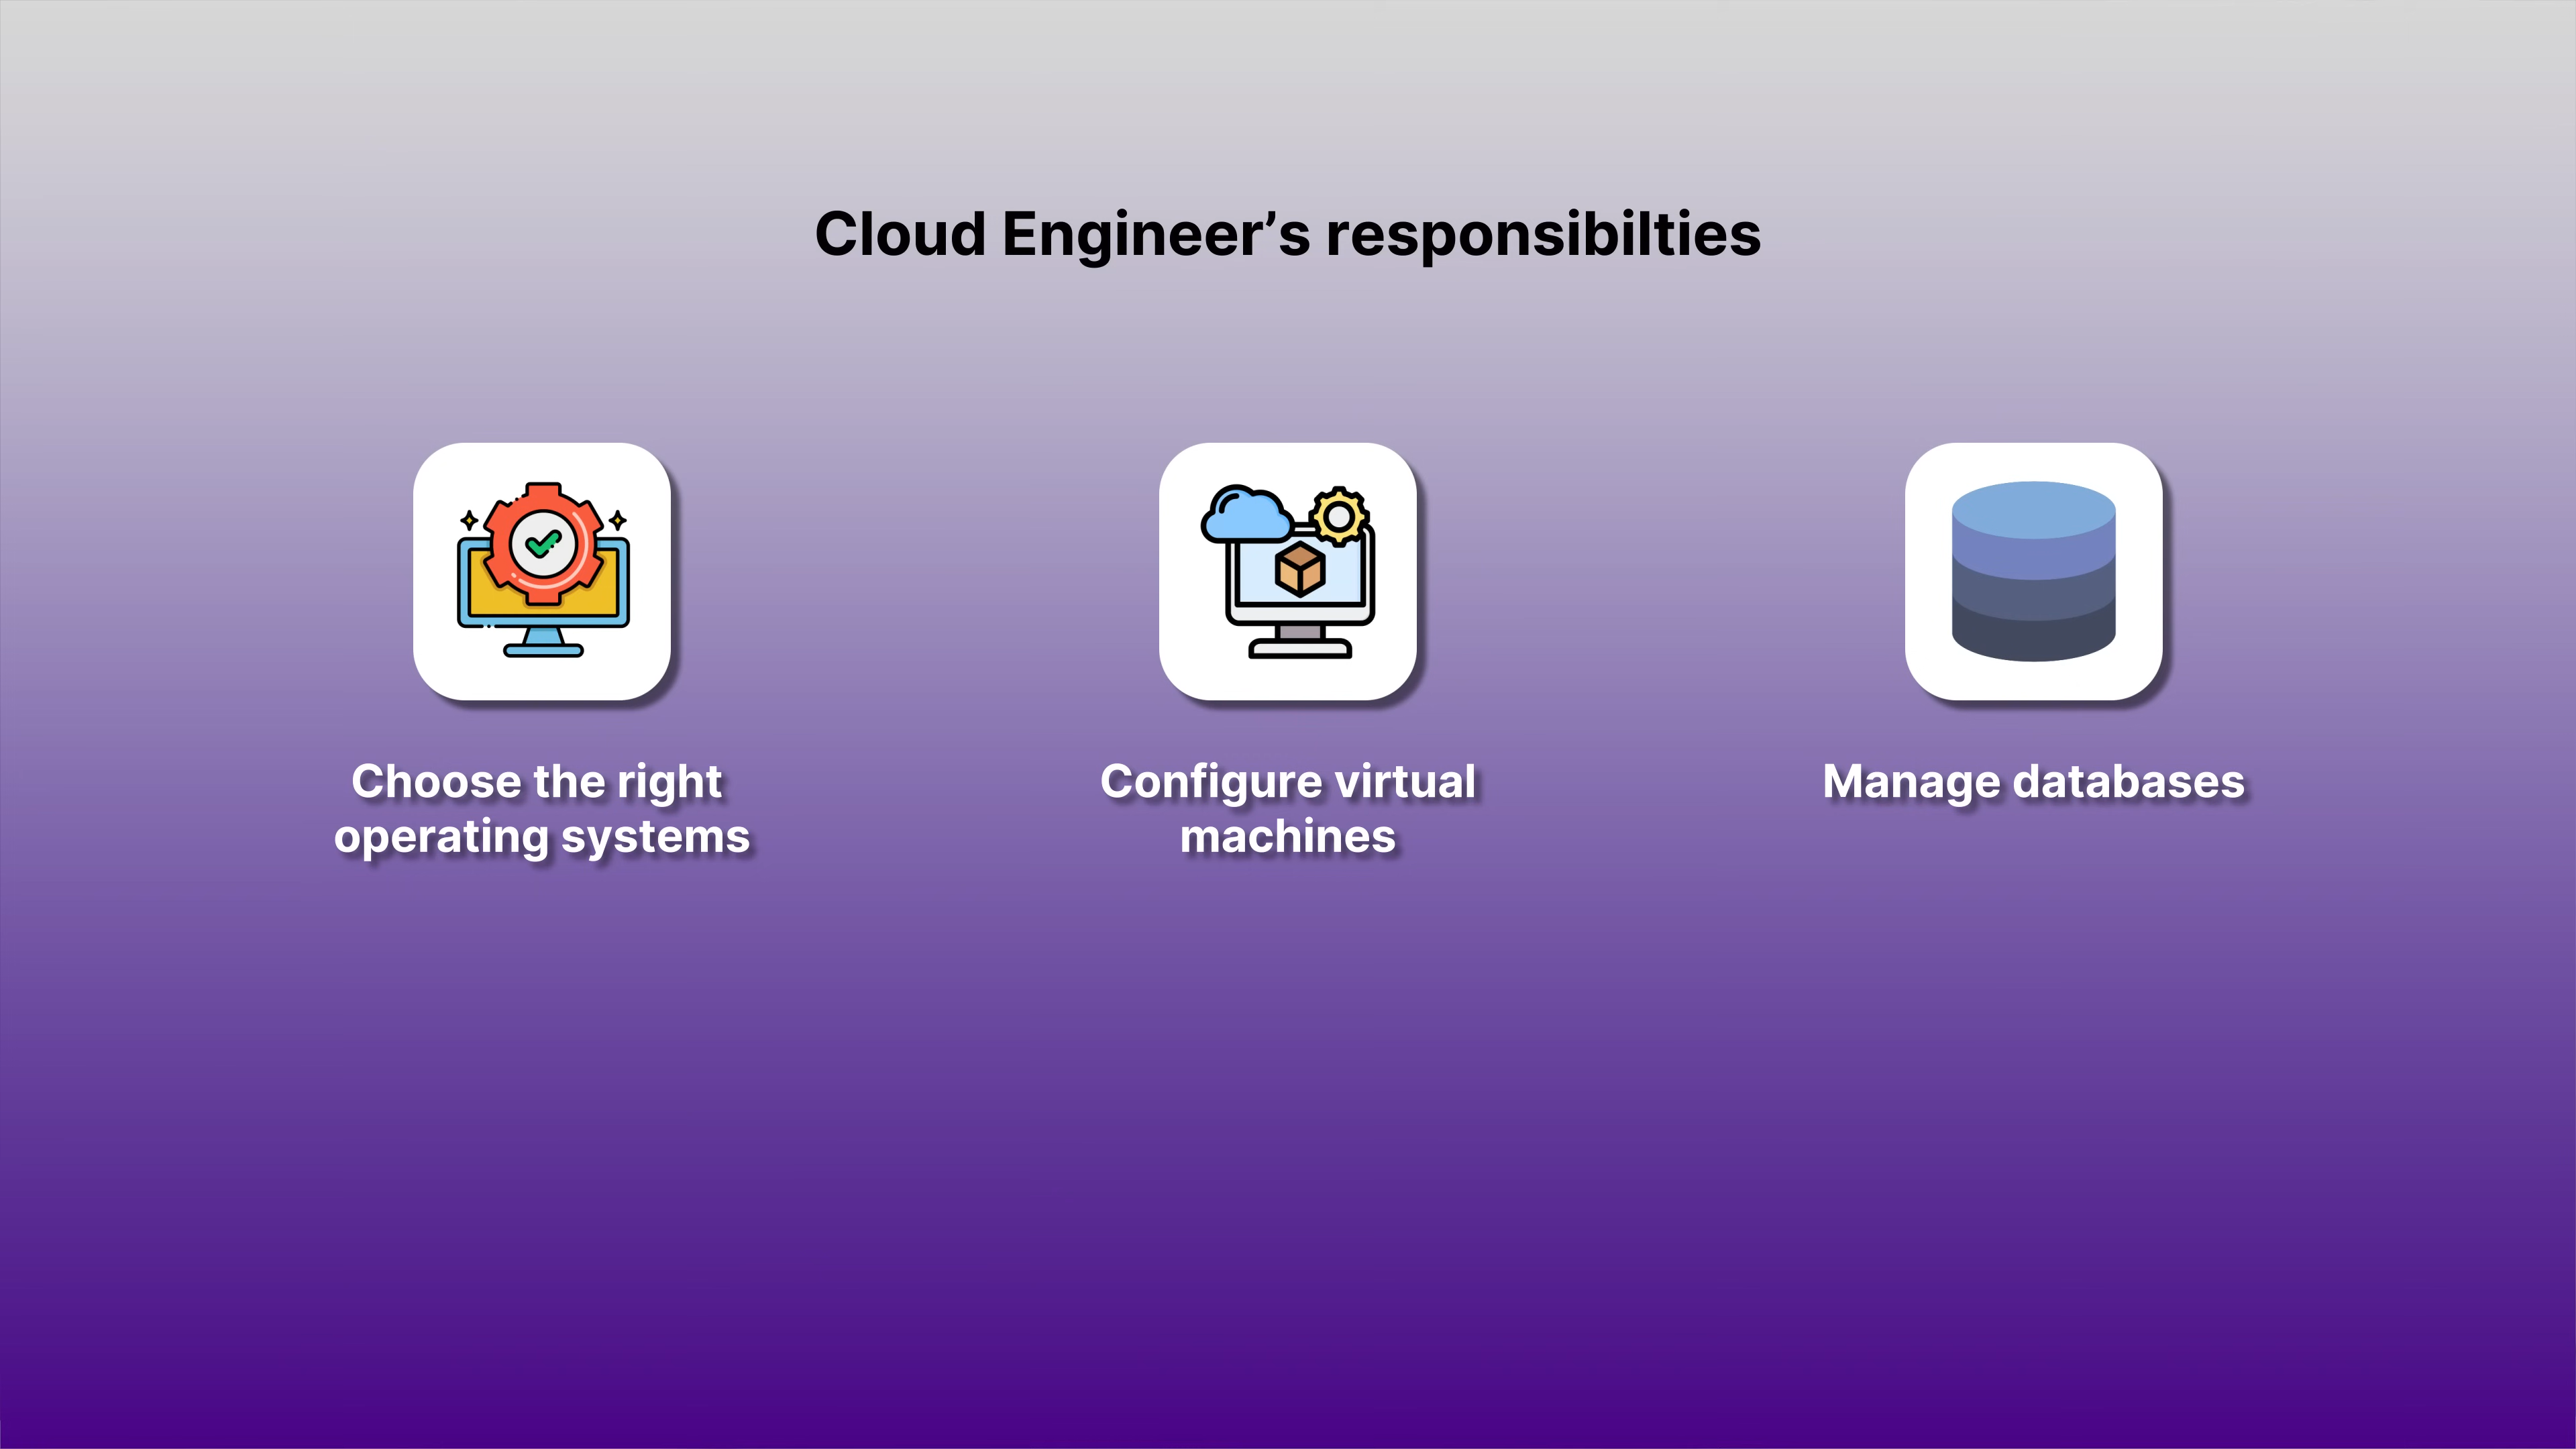 Cloud Engineer’s responsibilties
Choose the right
operating systems
Configure virtual
machines
Manage databases